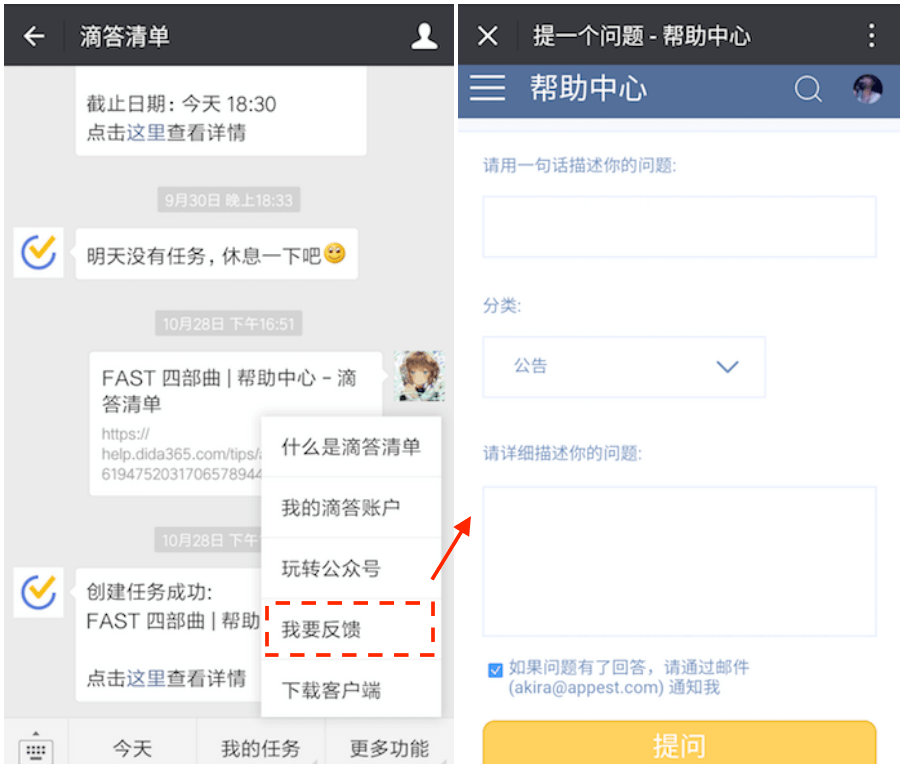 滴答清单
截止日期: 今天 18:30
点击这里查看详情
9月30日 晚上18:33
明天没有任务, 休息一下吧
10月28日 下午16:51
FAST 四部曲 | 帮助中心 - 滴
答清单
https://
help.dida365.com/tips/
6194752031706578944
10月28日 下午
创建任务成功:
FAST 四部曲 | 帮助
点击这里查看详情
什么是滴答清单
我的滴答账户
玩转公众号
我要反馈
下载客户端
今天
我的任务
更多功能
提一个问题 - 帮助中心
帮助中心
请用一句话描述你的问题:
分类:
公告
请详细描述你的问题:
如果问题有了回答，请通过邮件
(akira@appest.com) 通知我
提问